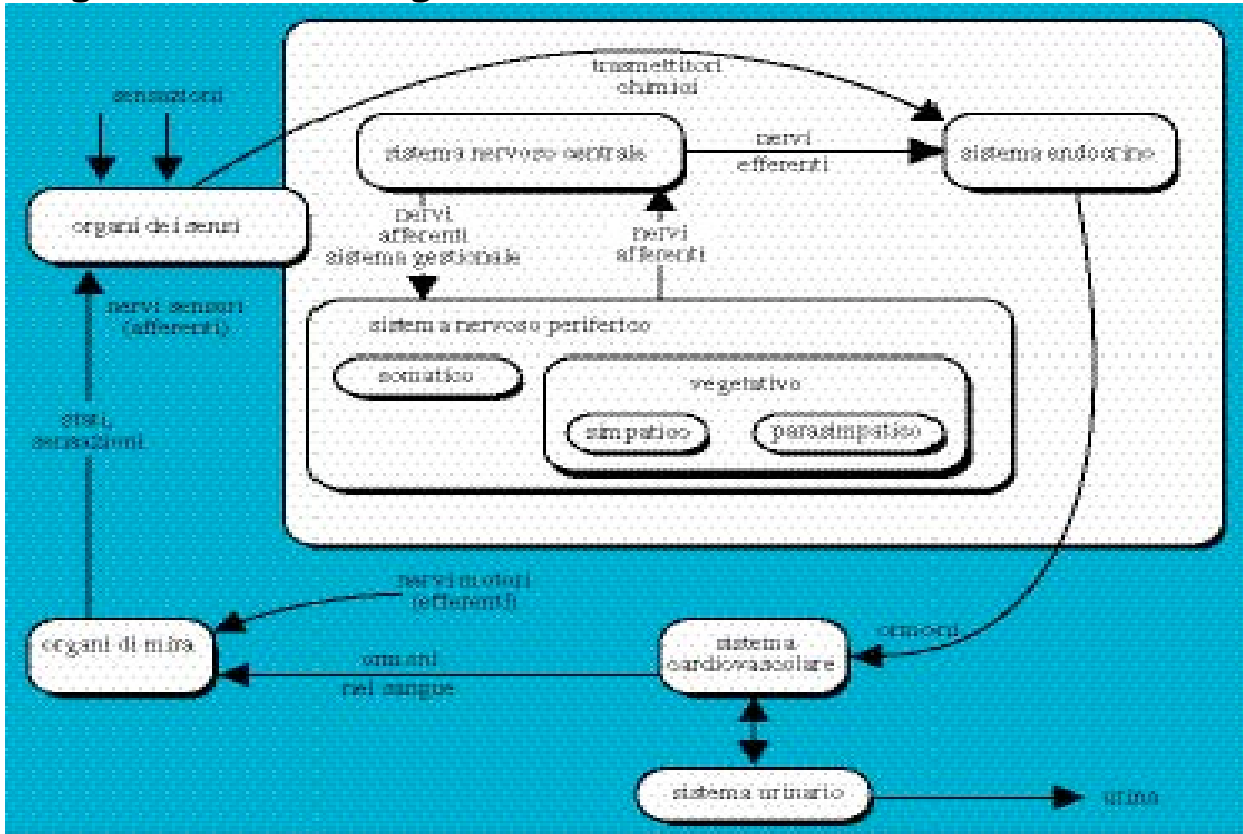 trasmettitori
chimici
sensazioni
sistema nervoso centrale
nervi
efferenti
sistema endocrino
organi dei sensi
nervi
afferenti
sistema gestionale
nervi
afferenti
nervi sensori
(afferenti)
sistema nervoso periferico
somatico
vegetativo
simpatico
parasimpatico
stati,
sensazioni
nervi motori
(efferenti)
organi di mira
ormoni
nel sangue
sistema
cardiovascolare
ormoni
sistema urinario
urina